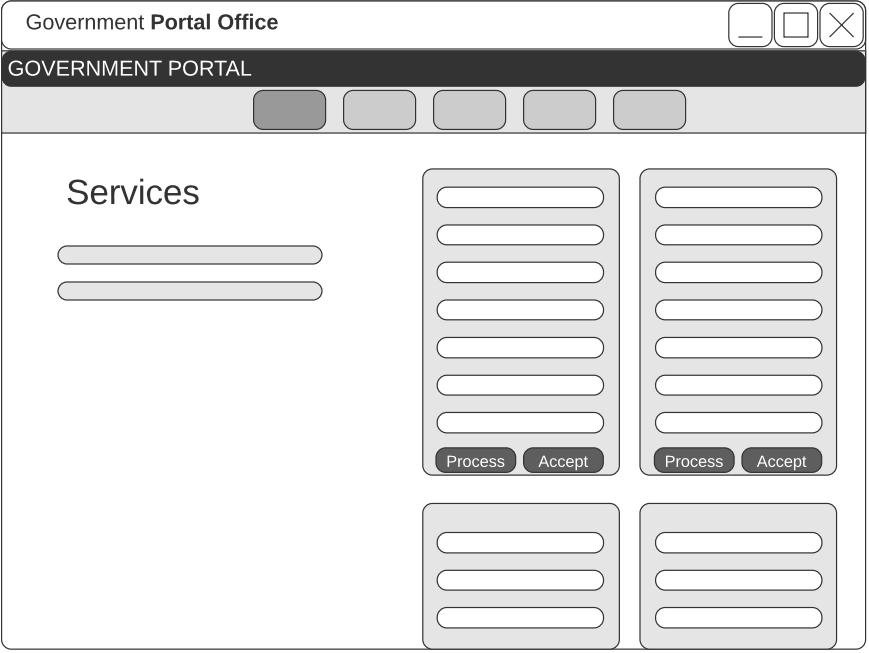 Government Portal Office
GOVERNMENT PORTAL
Services
Process Accept
Process Accept